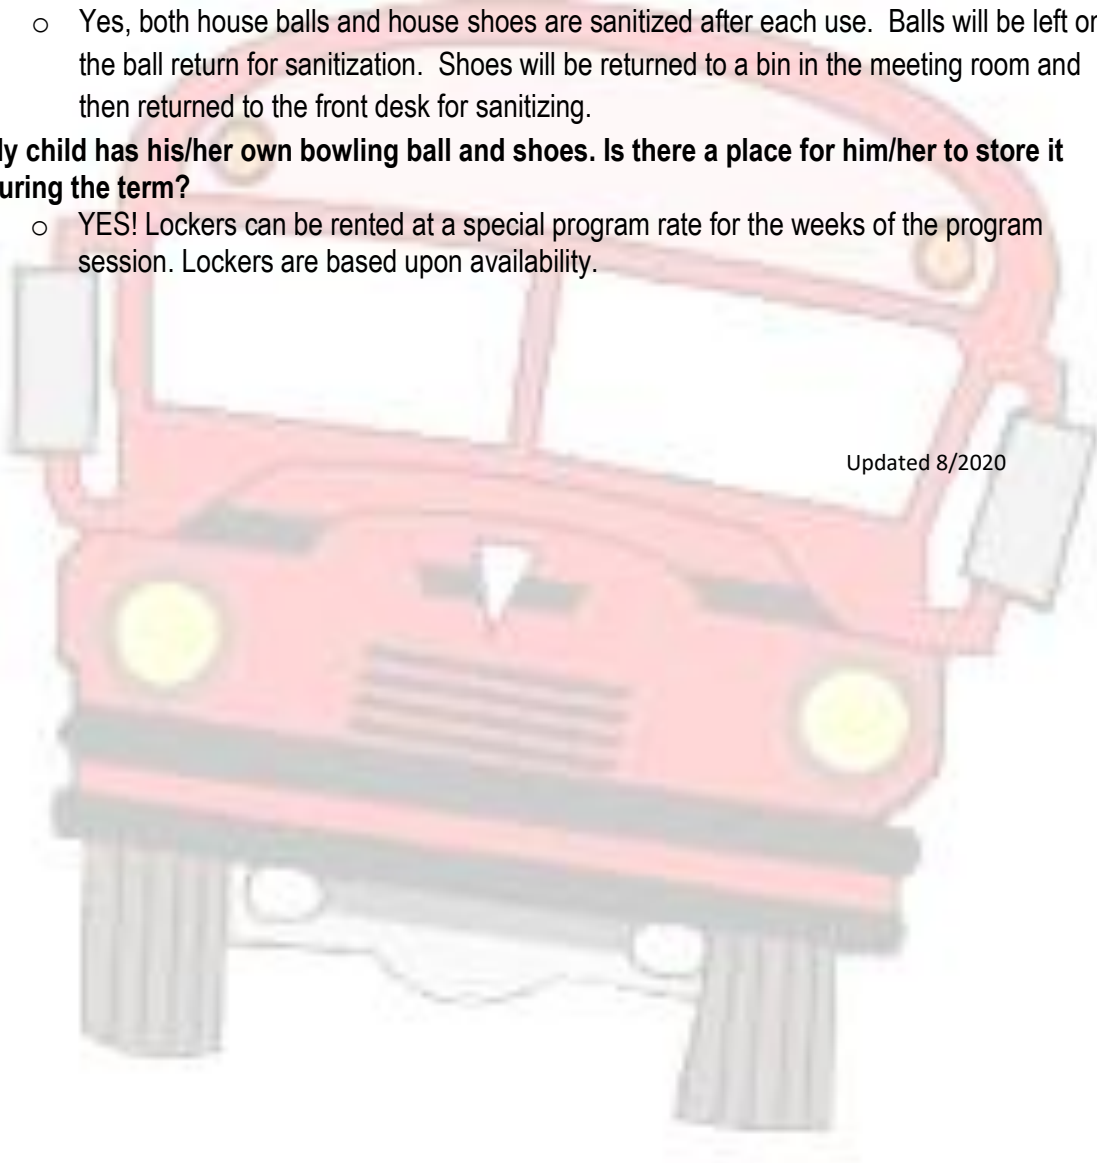 o Yes, both house balls and house shoes are sanitized after each use. Balls will be left on
the ball return for sanitization. Shoes will be returned to a bin in the meeting room and
then returned to the front desk for sanitizing.
ly child has his/her own bowling ball and shoes. Is there a place for him/her to store it
uring the term?
o YES! Lockers can be rented at a special program rate for the weeks of the program
session. Lockers are based upon availability.
Updated 8/2020